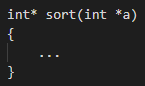 int* sort(int *a)
{
    ...
}